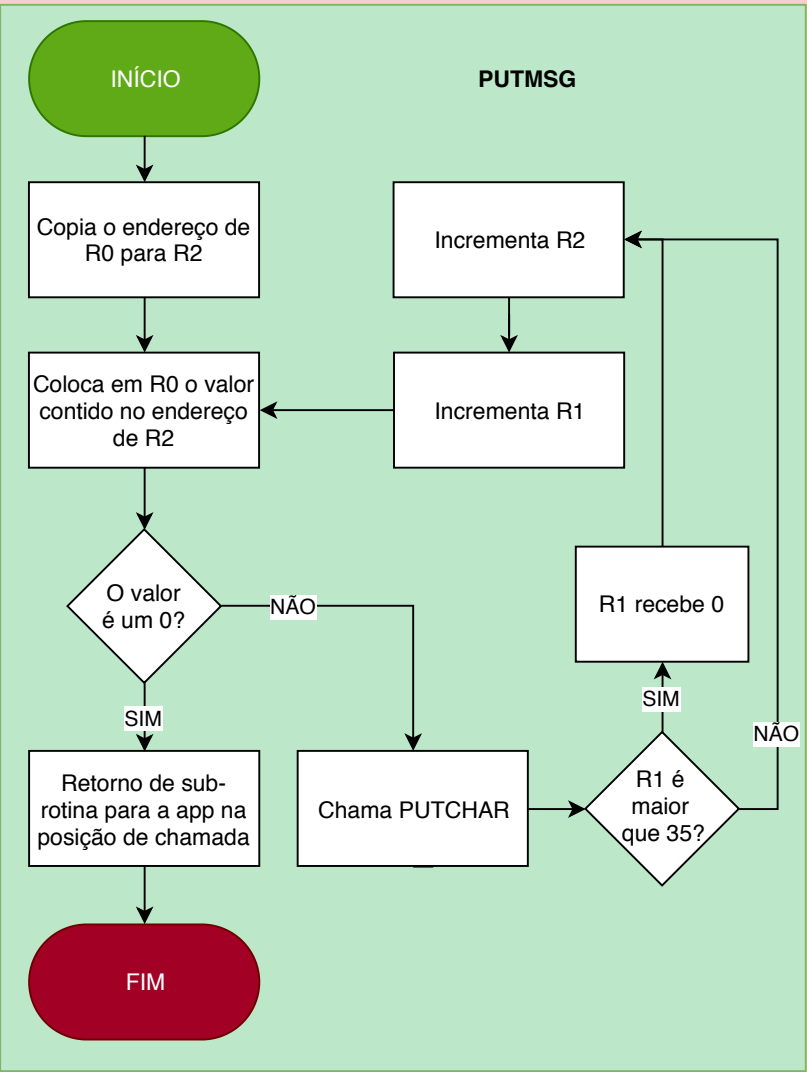 INÍCIO
PUTMSG
Copia o endereço de
R0 para R2
Incrementa R2
Coloca em R0 o valor
contido no endereço
de R2
Incrementa R1
O valor
é um 0?
NÃO
R1 recebe 0
SIM
SIM
NÃO
Retorno de sub-
rotina para a app na
posição de chamada
Chama PUTCHAR
R1 é
maior
que 35?
FIM